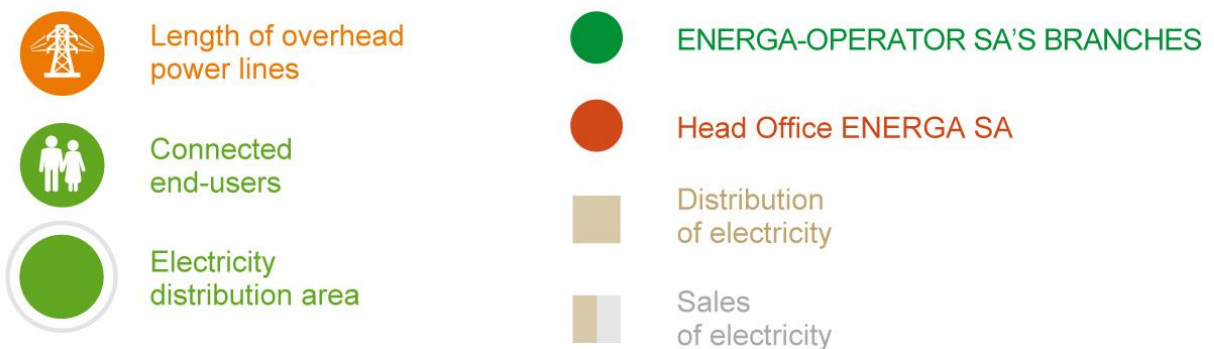 Length of overhead
power lines
Connected
end-users
Electricity
distribution area
ENERGA-OPERATOR SA'S BRANCHES
Head Office ENERGA SA
Distribution
of electricity
Sales
of electricity